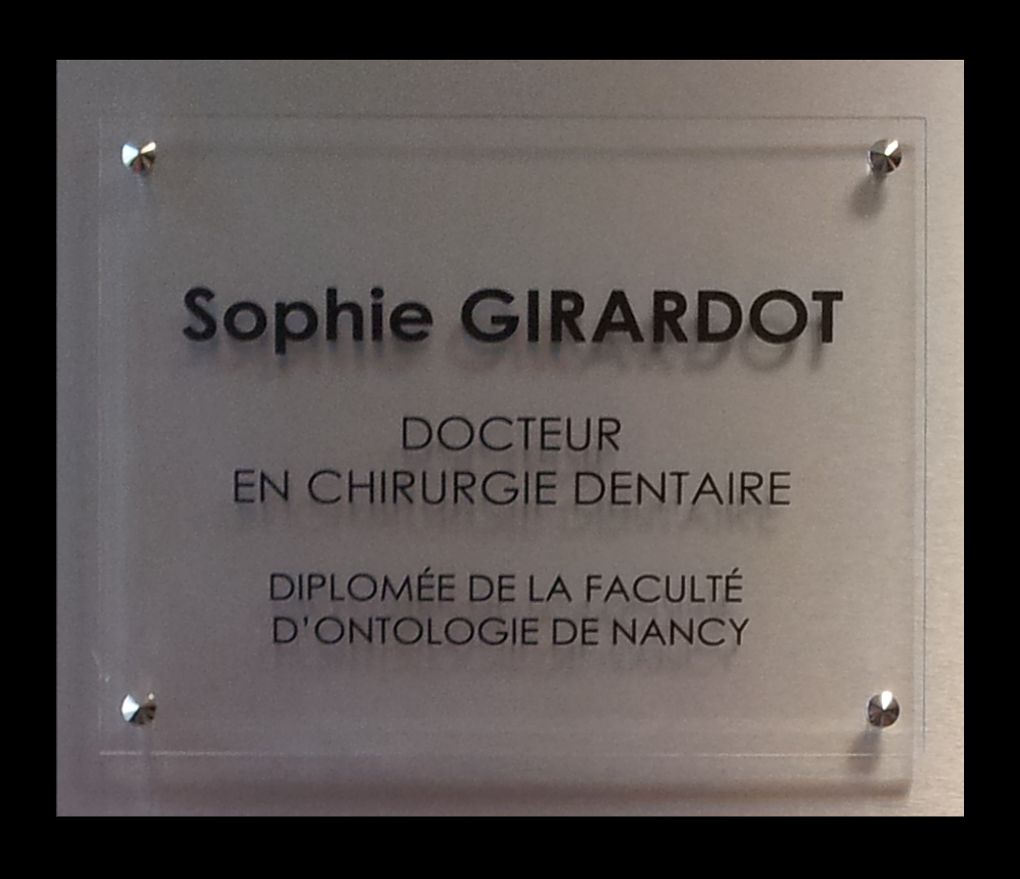 Sophie GIRARDOT
DOCTEUR
EN CHIRURGIE DENTAIRE
DIPLOMÉE DE LA FACULTÉ
D'ONTOLOGIE DE NANCY